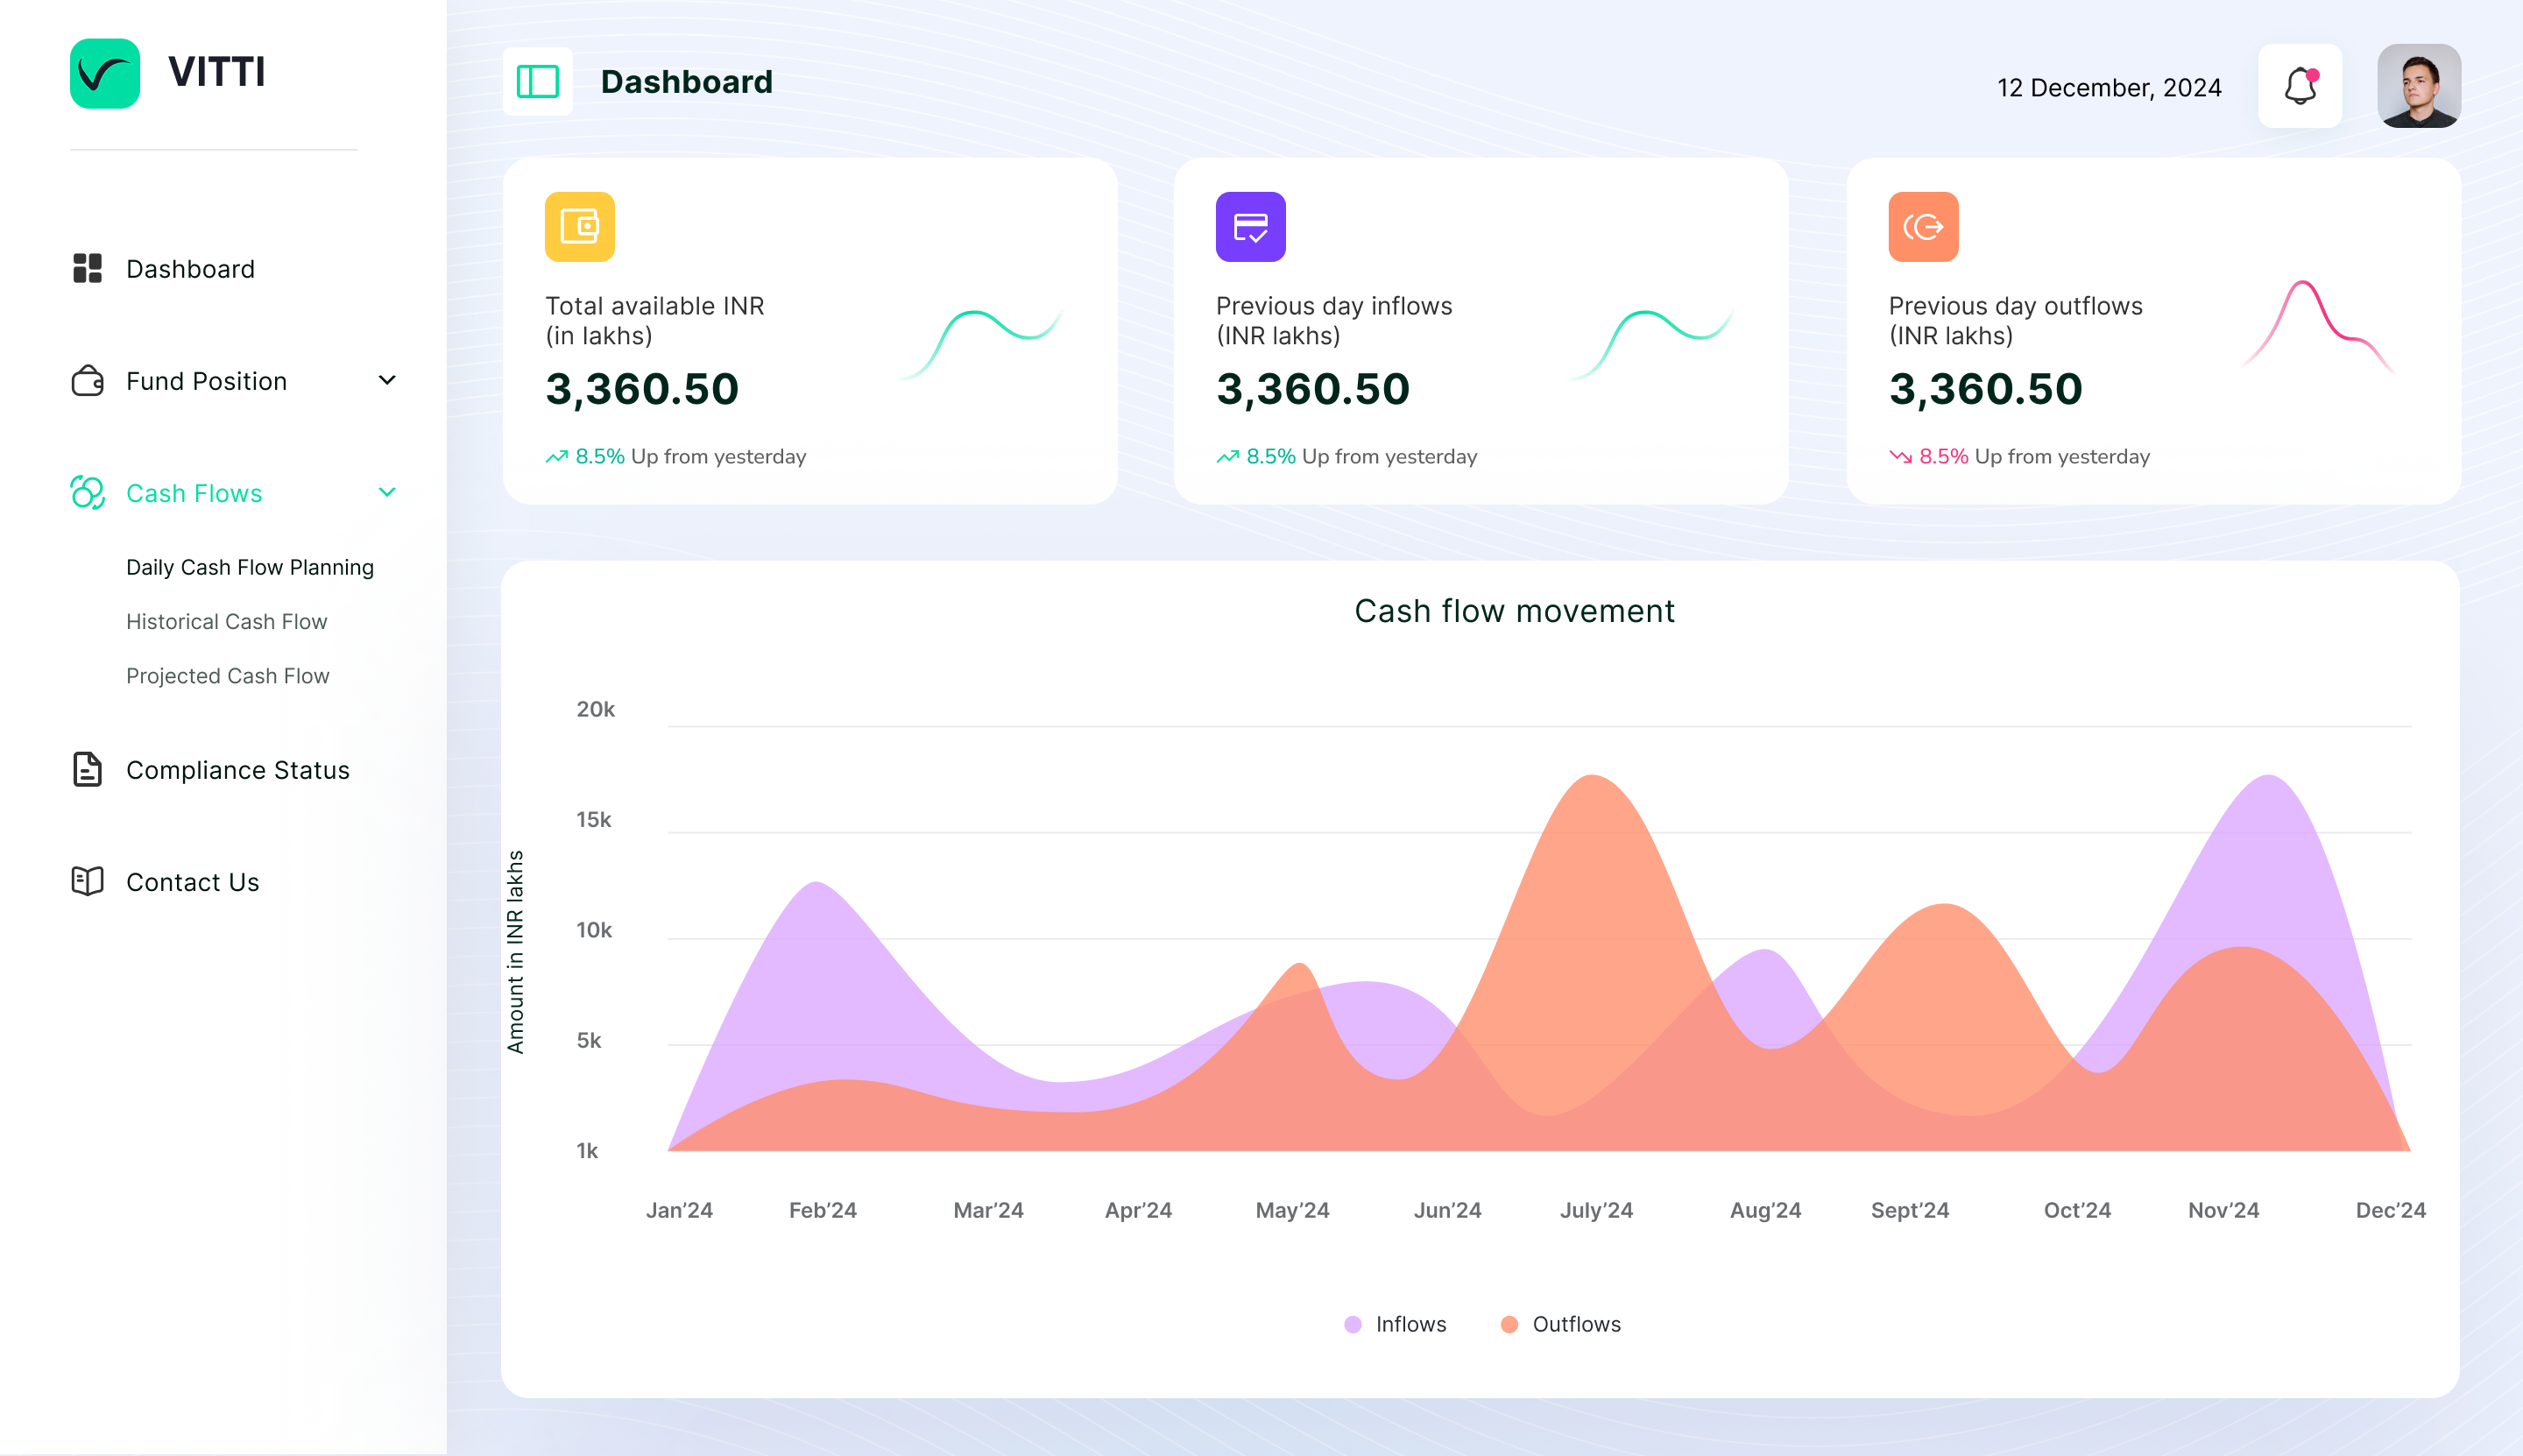 VITTI
Dashboard
Fund Position
Cash Flows
Daily Cash Flow Planning
Historical Cash Flow
Projected Cash Flow
Compliance Status
Contact Us
Dashboard
12 December, 2024
Total available INR
(in lakhs)
3,360.50
8.5% Up from yesterday
Previous day inflows
(INR lakhs)
3,360.50
8.5% Up from yesterday
Previous day outflows
(INR lakhs)
3,360.50
8.5% Up from yesterday
Cash flow movement
Amount in INR lakhs
20k
15k
10k
5k
1k
Jan’24 Feb’24 Mar’24 Apr’24 May’24 Jun’24 July’24 Aug’24 Sept’24 Oct’24 Nov’24 Dec’24
Inflows Outflows